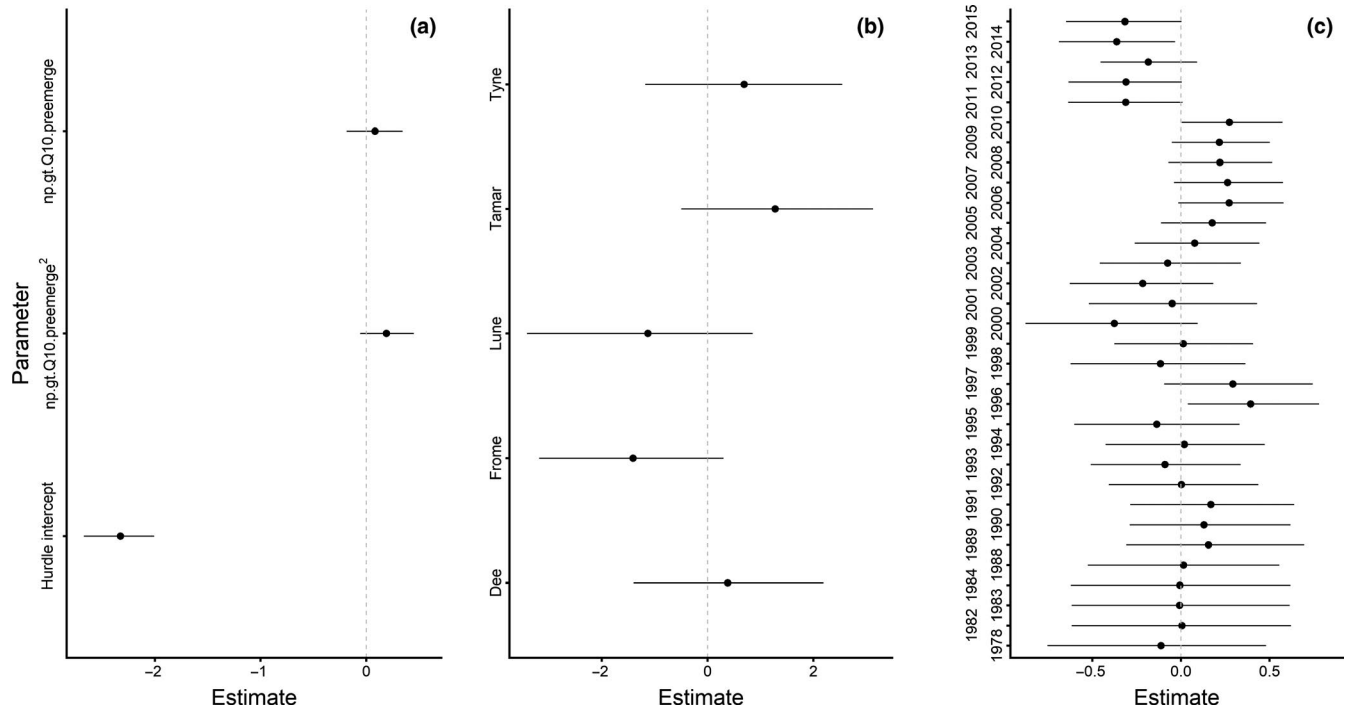 (a)
Parameter
np.gt.Q10.preemerge
np.gt.Q10.preemerge²
Hurdle intercept
−2
−1
0
Estimate
(b)
Tyne
Tamar
Lune
Frome
Dee
−2
0
2
Estimate
(c)
2015
2014
2013
2012
2011
2010
2009
2008
2007
2006
2005
2004
2003
2002
2001
2000
1999
1998
1997
1996
1995
1994
1993
1992
1991
1990
1989
1988
1984
1983
1982
1978
−0.5
0.0
0.5
Estimate